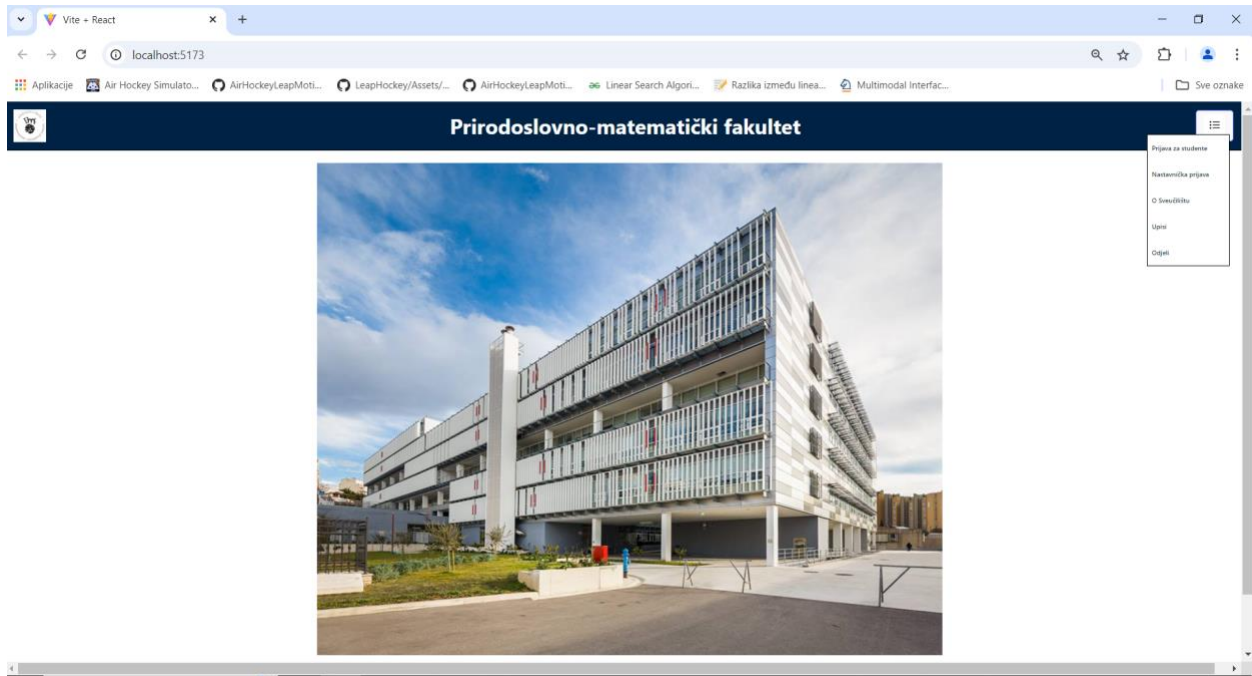 Vite + React
localhost:5173
Aplikacije
Air Hockey Simulato...
AirHockeyLeapMoti...
LeapHockey/Assets/...
AirHockeyLeapMoti...
Linear Search Algori...
Razlika između linea...
Multimodal Interfac...
Sve oznake
Prirodoslovno-matematički fakultet
Prijava za studente
Nastavnička prijava
O Sveučilištu
Upisi
Odjeli